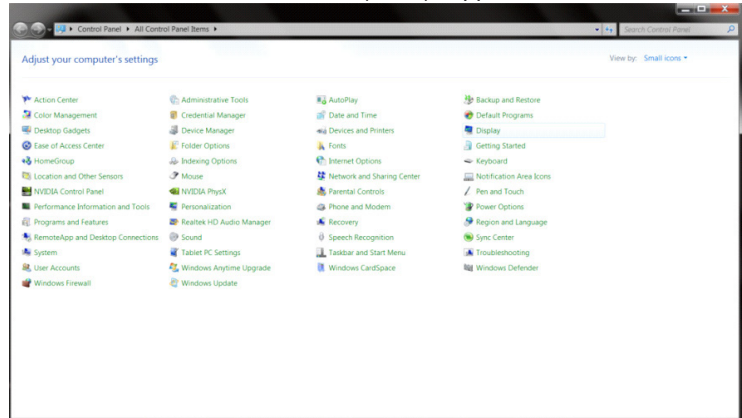 Control Panel ▸ All Control Panel Items ▸ Search Control Panel
Adjust your computer's settings View by: Small icons
Action Center Administrative Tools AutoPlay Backup and Restore
Color Management Credential Manager Date and Time Default Programs
Desktop Gadgets Device Manager Devices and Printers Display
Ease of Access Center Folder Options Fonts Getting Started
HomeGroup Indexing Options Internet Options Keyboard
Location and Other Sensors Mouse Network and Sharing Center Notification Area Icons
NVIDIA Control Panel NVIDIA PhysX Parental Controls Pen and Touch
Performance Information and Tools Personalization Phone and Modem Power Options
Programs and Features Realtek HD Audio Manager Recovery Region and Language
RemoteApp and Desktop Connections Sound Speech Recognition Sync Center
System Tablet PC Settings Taskbar and Start Menu Troubleshooting
User Accounts Windows Anytime Upgrade Windows CardSpace Windows Defender
Windows Firewall Windows Update